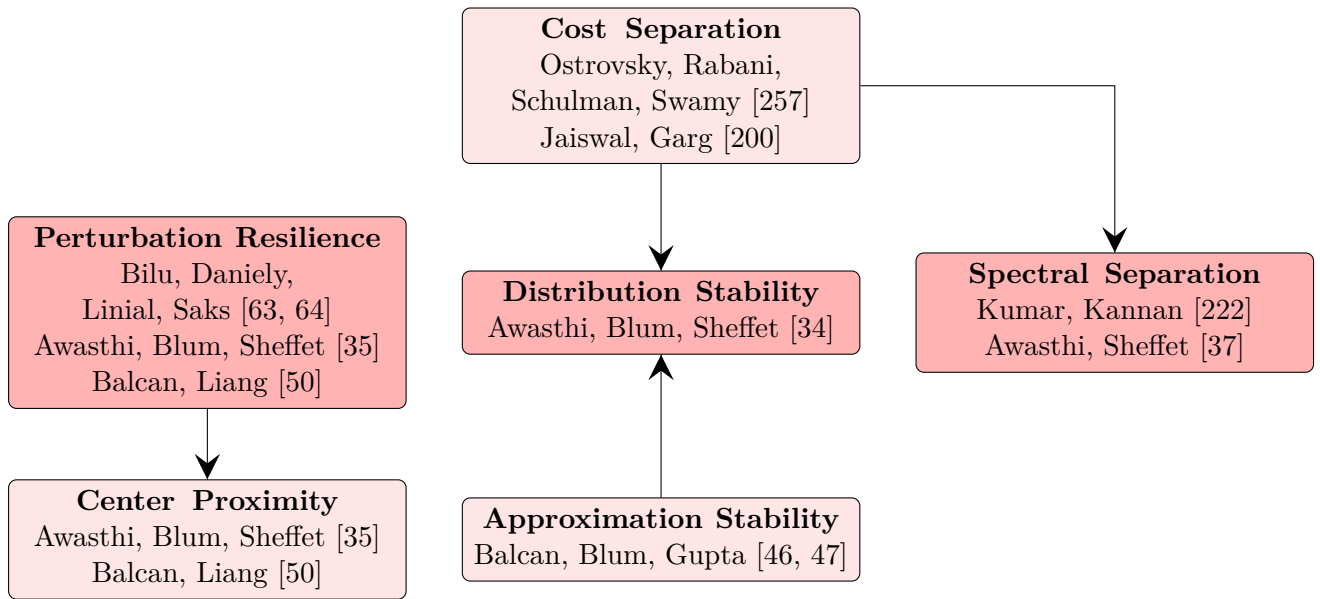 Cost Separation
Ostrovsky, Rabani,
Schulman, Swamy [257]
Jaiswal, Garg [200]
Perturbation Resilience
Bilu, Daniely,
Linial, Saks [63, 64]
Awasthi, Blum, Sheffet [35]
Balcan, Liang [50]
Distribution Stability
Awasthi, Blum, Sheffet [34]
Spectral Separation
Kumar, Kannan [222]
Awasthi, Sheffet [37]
Center Proximity
Awasthi, Blum, Sheffet [35]
Balcan, Liang [50]
Approximation Stability
Balcan, Blum, Gupta [46, 47]